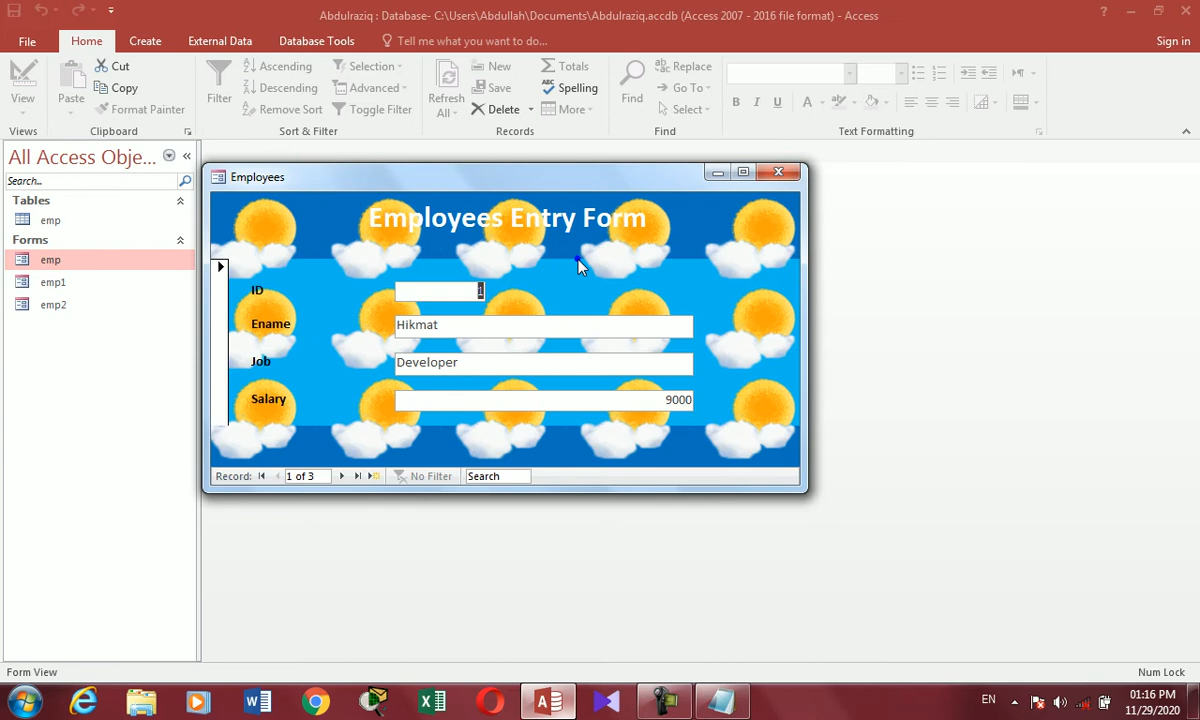 Abdulraziq : Database- C:\Users\Abdullah\Documents\Abdulraziq.accdb (Access 2007 - 2016 file format) - Access
File
Home
Create
External Data
Database Tools
Tell me what you want to do...
Sign in
View
Views
Paste
Cut
Copy
Format Painter
Clipboard
Filter
Ascending
Descending
Remove Sort
Selection
Advanced
Toggle Filter
Sort & Filter
Refresh All
New
Save
Delete
Totals
Spelling
More
Records
Find
Replace
Go To
Select
Find
B I U A
Text Formatting
All Access Obje...
Search...
Tables
emp
Forms
emp
emp1
emp2
Employees
Employees Entry Form
ID 1
Ename Hikmat
Job Developer
Salary 9000
Record: 1 of 3 No Filter Search
Form View
Num Lock
EN
01:16 PM
11/29/2020